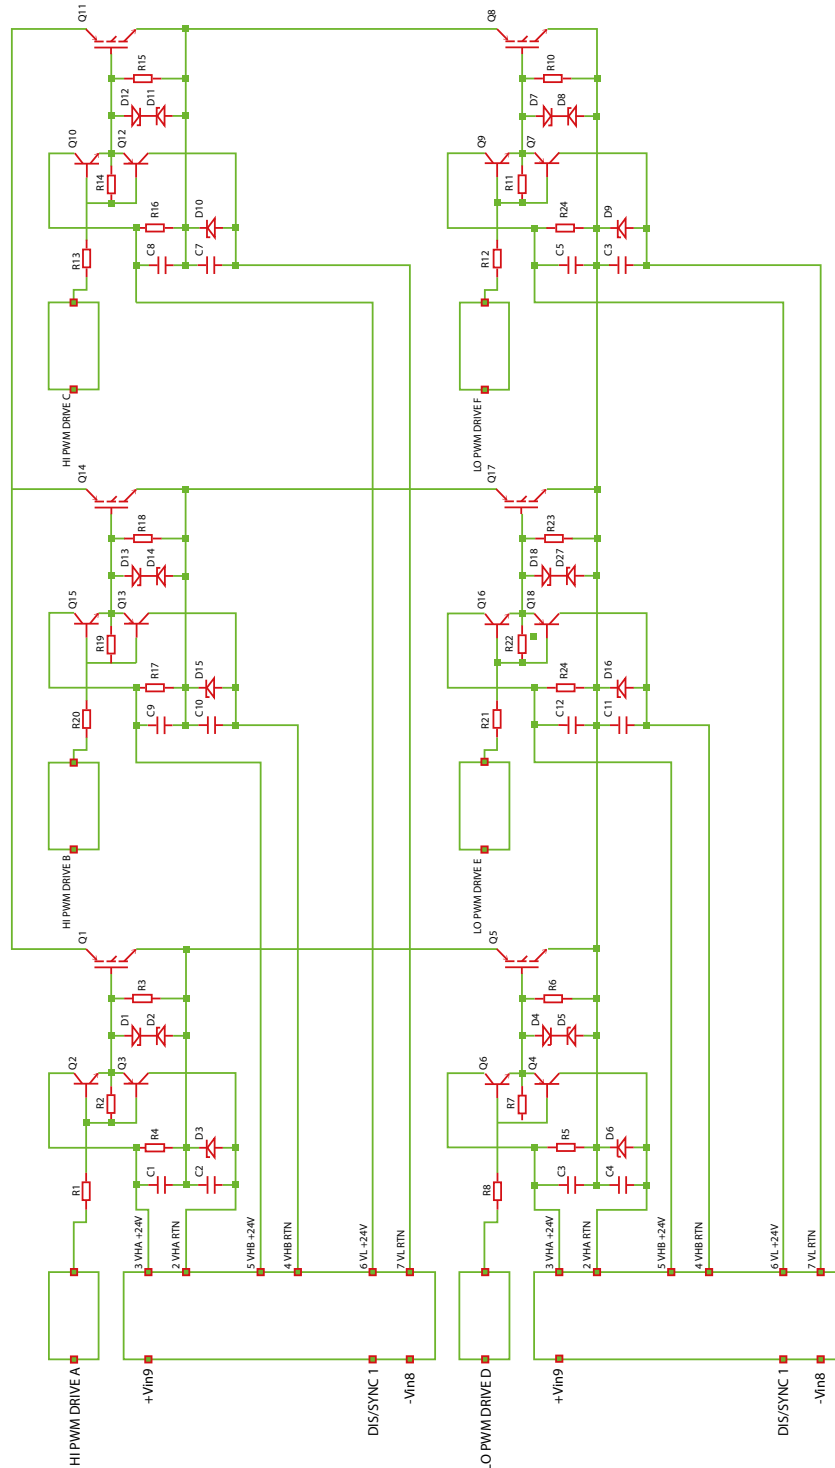 Q11
R15
D12
D11
Q10
Q12
R14
R16
D10
C8
C7
R13
HI PWM DRIVE C
Q8
R10
D7
D8
Q9
Q7
R11
R24
D9
C5
C3
R12
LO PWM DRIVE F
Q14
R18
D13
D14
Q15
Q13
R19
R17
D15
C9
C10
R20
HI PWM DRIVE B
Q17
R23
D18
D27
Q16
Q18
R22
R24
D16
C12
C11
R21
LO PWM DRIVE E
Q1
R3
D1
D2
Q2
Q3
R2
R4
D3
C1
C2
R1
HI PWM DRIVE A
3 VHA +24V
2 VHA RTN
5 VHB +24V
4 VHB RTN
6 VL +24V
7 VL RTN
+Vin9
DIS/SYNC 1
-Vin8
Q5
R6
D4
D5
Q6
Q4
R7
R5
D6
C3
C4
R8
LO PWM DRIVE D
3 VHA +24V
2 VHA RTN
5 VHB +24V
4 VHB RTN
6 VL +24V
7 VL RTN
+Vin9
DIS/SYNC 1
-Vin8